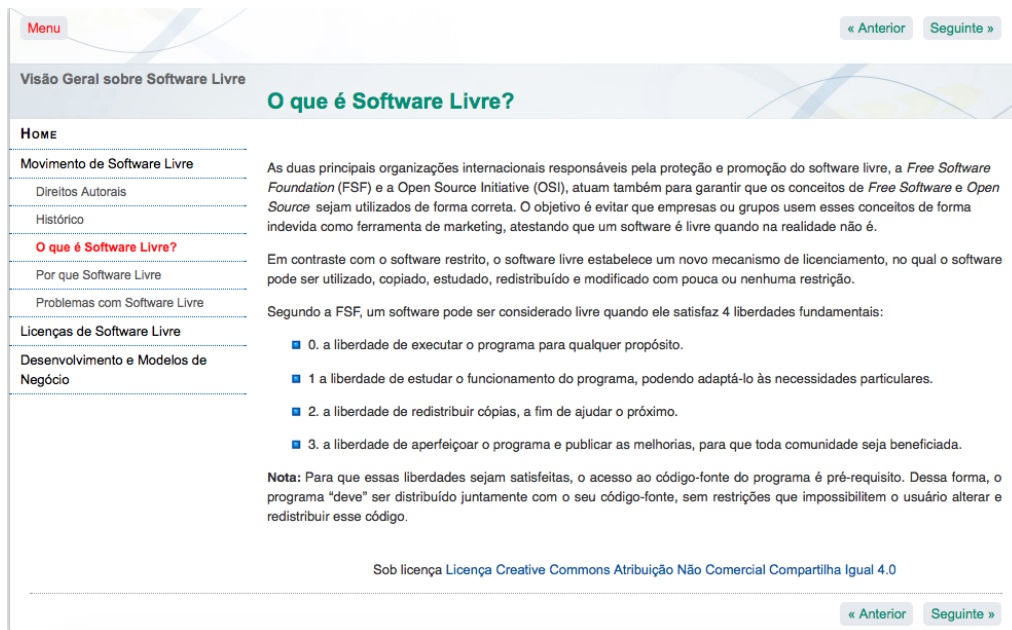 Menu
« Anterior Seguinte »
Visão Geral sobre Software Livre
O que é Software Livre?
HOME
Movimento de Software Livre
Direitos Autorais
Histórico
O que é Software Livre?
Por que Software Livre
Problemas com Software Livre
Licenças de Software Livre
Desenvolvimento e Modelos de
Negócio
As duas principais organizações internacionais responsáveis pela proteção e promoção do software livre, a Free Software
Foundation (FSF) e a Open Source Initiative (OSI), atuam também para garantir que os conceitos de Free Software e Open
Source sejam utilizados de forma correta. O objetivo é evitar que empresas ou grupos usem esses conceitos de forma
indevida como ferramenta de marketing, atestando que um software é livre quando na realidade não é.
Em contraste com o software restrito, o software livre estabelece um novo mecanismo de licenciamento, no qual o software
pode ser utilizado, copiado, estudado, redistribuído e modificado com pouca ou nenhuma restrição.
Segundo a FSF, um software pode ser considerado livre quando ele satisfaz 4 liberdades fundamentais:
0. a liberdade de executar o programa para qualquer propósito.
1 a liberdade de estudar o funcionamento do programa, podendo adaptá-lo às necessidades particulares.
2. a liberdade de redistribuir cópias, a fim de ajudar o próximo.
3. a liberdade de aperfeiçoar o programa e publicar as melhorias, para que toda comunidade seja beneficiada.
Nota: Para que essas liberdades sejam satisfeitas, o acesso ao código-fonte do programa é pré-requisito. Dessa forma, o
programa “deve” ser distribuído juntamente com o seu código-fonte, sem restrições que impossibilitem o usuário alterar e
redistribuir esse código.
Sob licença Licença Creative Commons Atribuição Não Comercial Compartilha Igual 4.0
« Anterior Seguinte »